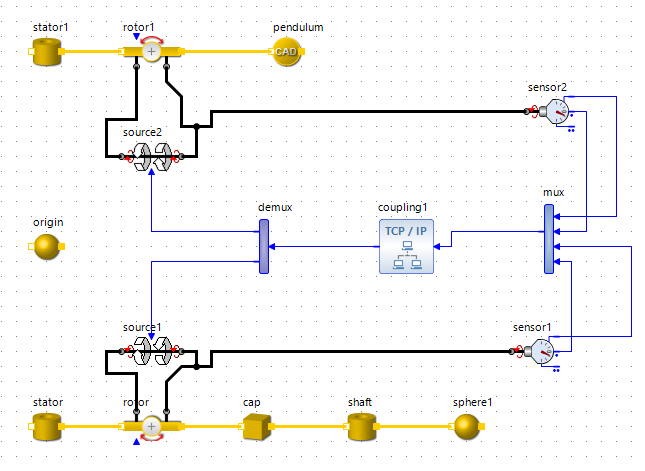 stator1
rotor1
pendulum
CAD
sensor2
source2
mux
demux
coupling1
TCP / IP
origin
source1
sensor1
stator
rotor
cap
shaft
sphere1